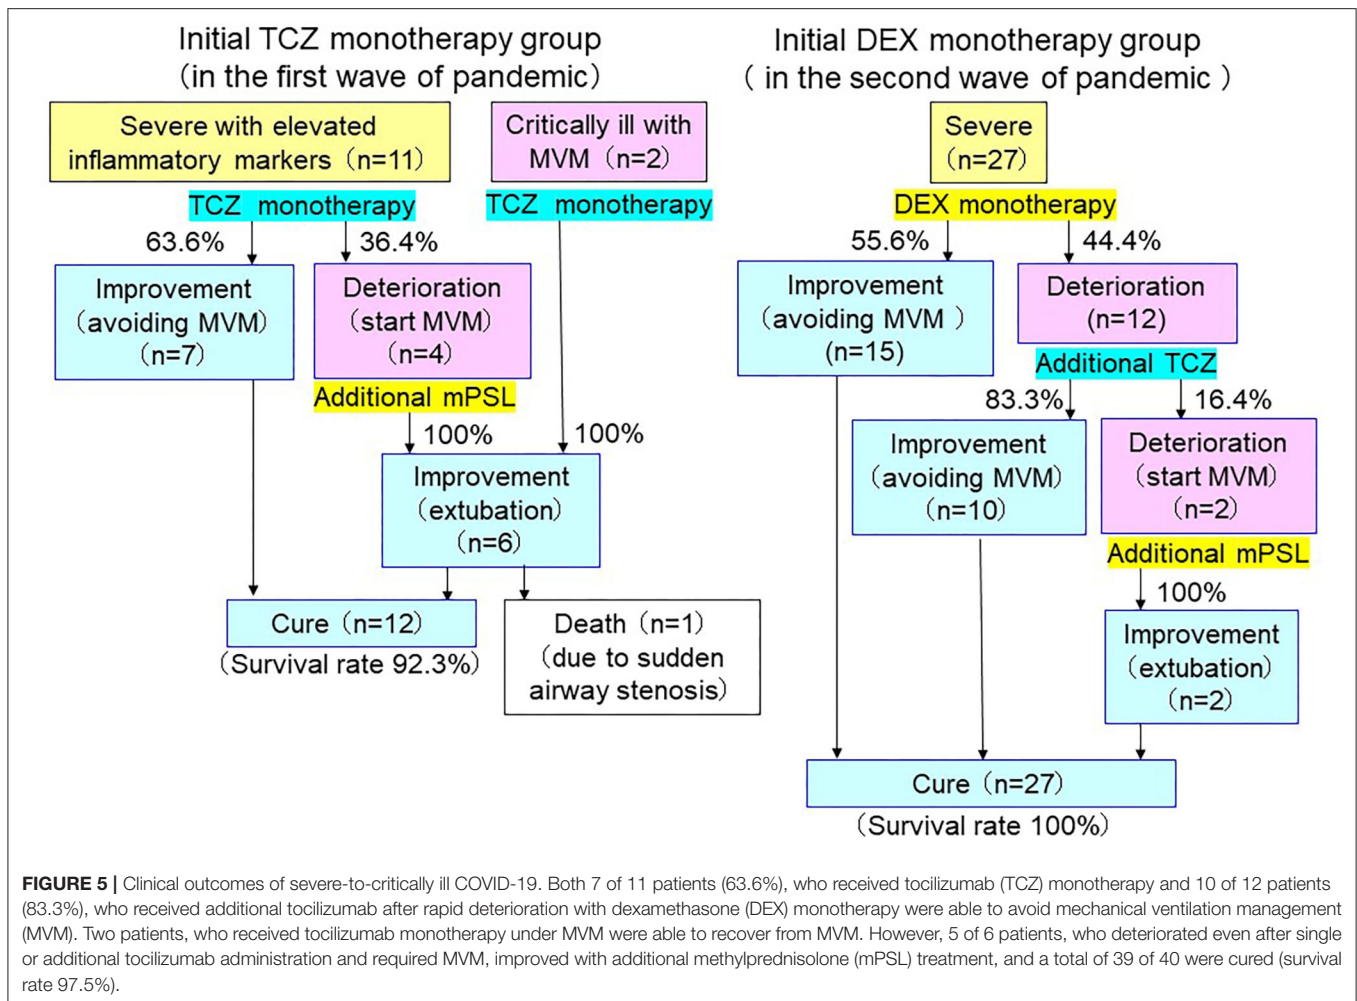 Initial TCZ monotherapy group
(in the first wave of pandemic)
Severe with elevated
inflammatory markers (n=11)
Critically ill with
MVM (n=2)
TCZ monotherapy
TCZ monotherapy
63.6%
36.4%
Improvement
(avoiding MVM)
(n=7)
Deterioration
(start MVM)
(n=4)
Additional mPSL
100%
100%
Improvement
(extubation)
(n=6)
Cure (n=12)
(Survival rate 92.3%)
Death (n=1)
(due to sudden
airway stenosis)
Initial DEX monotherapy group
( in the second wave of pandemic )
Severe
(n=27)
DEX monotherapy
55.6%
44.4%
Improvement
(avoiding MVM )
(n=15)
Deterioration
(n=12)
Additional TCZ
83.3%
16.4%
Improvement
(avoiding MVM)
(n=10)
Deterioration
(start MVM)
(n=2)
Additional mPSL
100%
Improvement
(extubation)
(n=2)
Cure (n=27)
(Survival rate 100%)
FIGURE 5 | Clinical outcomes of severe-to-critically ill COVID-19. Both 7 of 11 patients (63.6%), who received tocilizumab (TCZ) monotherapy and 10 of 12 patients
(83.3%), who received additional tocilizumab after rapid deterioration with dexamethasone (DEX) monotherapy were able to avoid mechanical ventilation management
(MVM). Two patients, who received tocilizumab monotherapy under MVM were able to recover from MVM. However, 5 of 6 patients, who deteriorated even after single
or additional tocilizumab administration and required MVM, improved with additional methylprednisolone (mPSL) treatment, and a total of 39 of 40 were cured (survival
rate 97.5%).